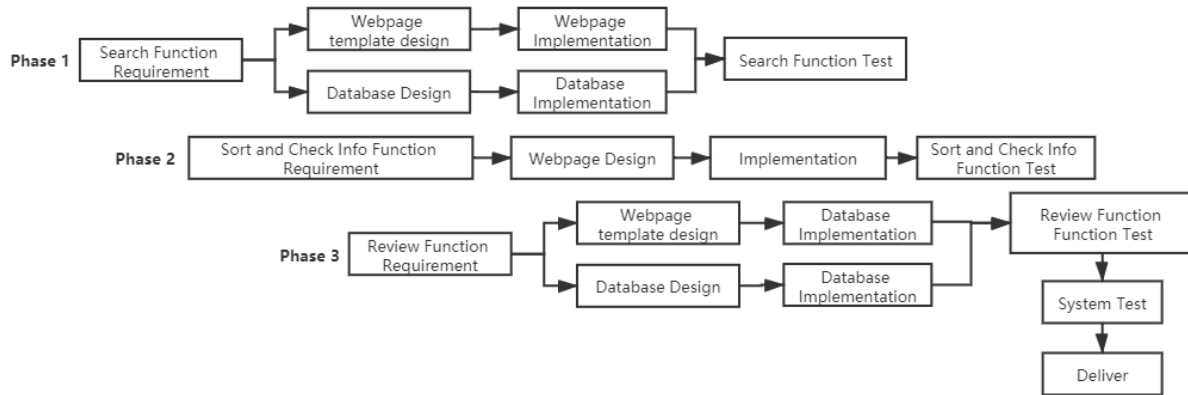 Phase 1
Search Function
Requirement
Webpage
template design
Webpage
Implementation
Database Design
Database
Implementation
Search Function Test
Phase 2
Sort and Check Info Function
Requirement
Webpage Design
Implementation
Sort and Check Info
Function Test
Phase 3
Review Function
Requirement
Webpage
template design
Database
Implementation
Database Design
Database
Implementation
Review Function
Function Test
System Test
Deliver